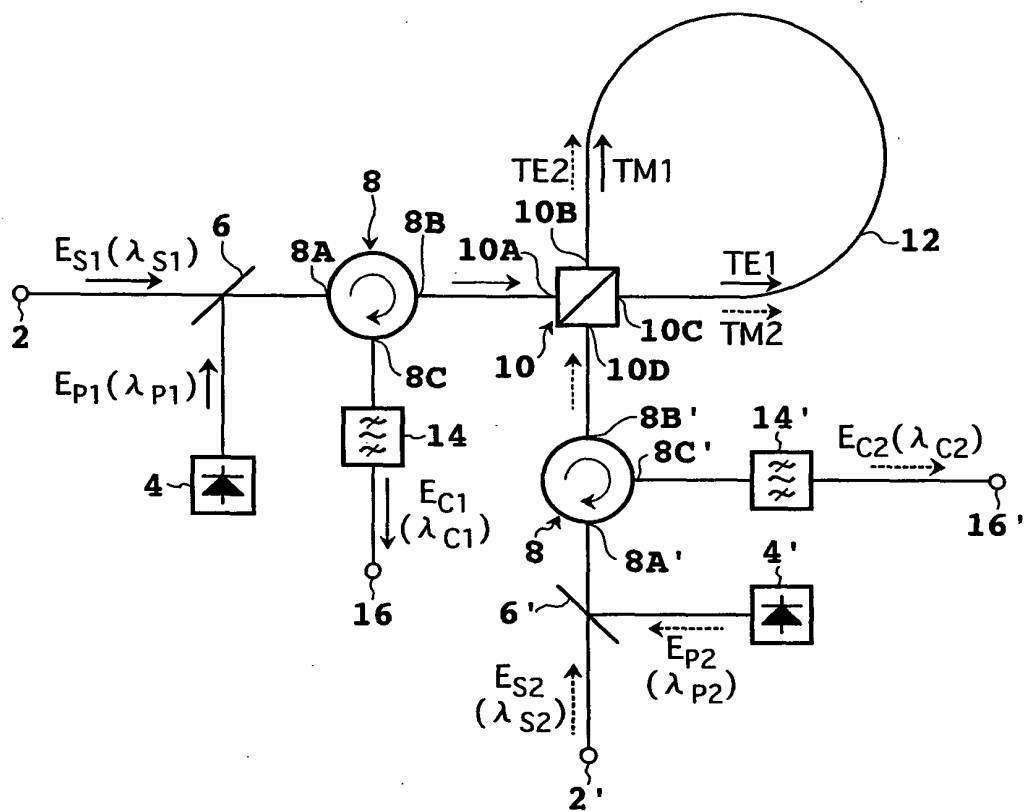 TE2
TM1
8
10B
6
8B
E_S1(λ_S1)
8A
10A
12
TE1
2
10C
TM2
8C
10
10D
E_P1(λ_P1)
14
8B'
14'
8C'
E_C2(λ_C2)
4
E_C1
(λ_C1)
16'
8
8A'
4'
16
6'
E_P2
(λ_P2)
E_S2
(λ_S2)
2'